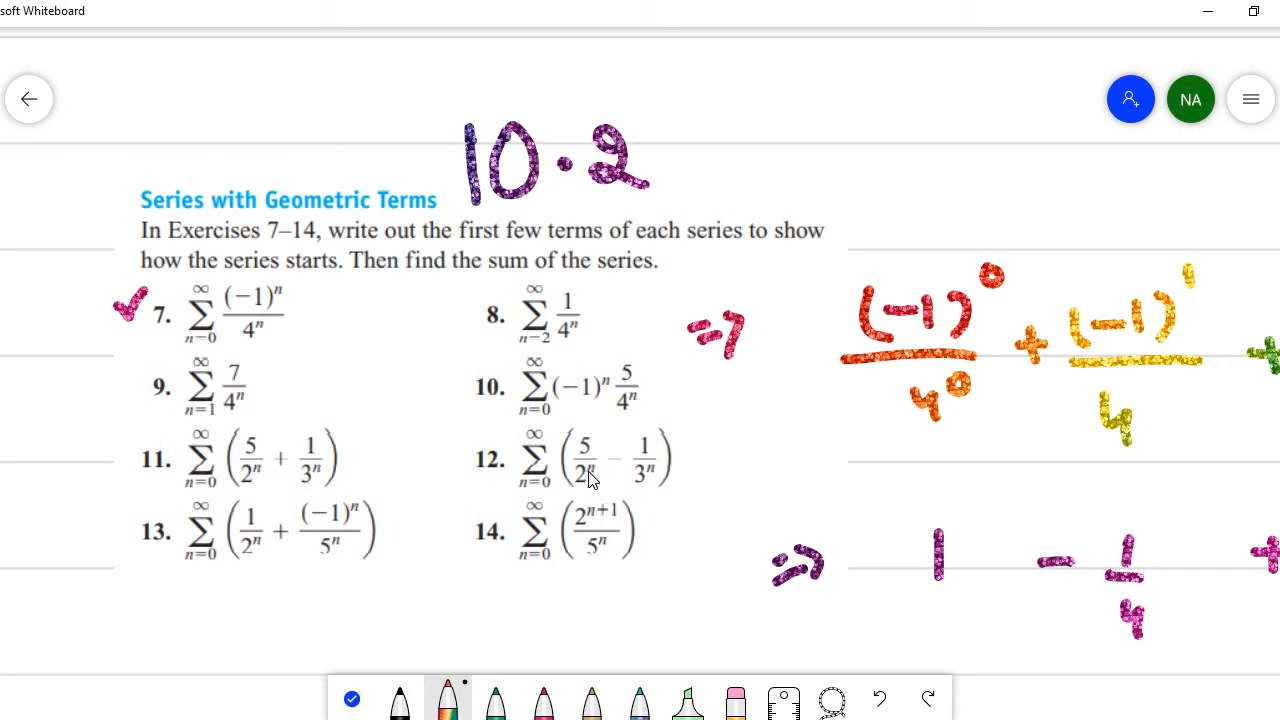 soft Whiteboard
NA
10.2
Series with Geometric Terms
In Exercises 7–14, write out the first few terms of each series to show
how the series starts. Then find the sum of the series.
✓ 7. ∑_{n=0}^{∞} (−1)^n / 4^n
8. ∑_{n=2}^{∞} 1 / 4^n
9. ∑_{n=1}^{∞} 7 / 4^n
10. ∑_{n=0}^{∞} (−1)^n 5 / 4^n
11. ∑_{n=0}^{∞} (5 / 2^n + 1 / 3^n)
12. ∑_{n=0}^{∞} (5 / 2^n − 1 / 3^n)
13. ∑_{n=0}^{∞} (1 / 2^n + (−1)^n / 5^n)
14. ∑_{n=0}^{∞} (2^{n+1} / 5^n)
⇒ (−1)^0 / 4^0 + (−1)^1 / 4 +
⇒ 1 − 1 / 4 +